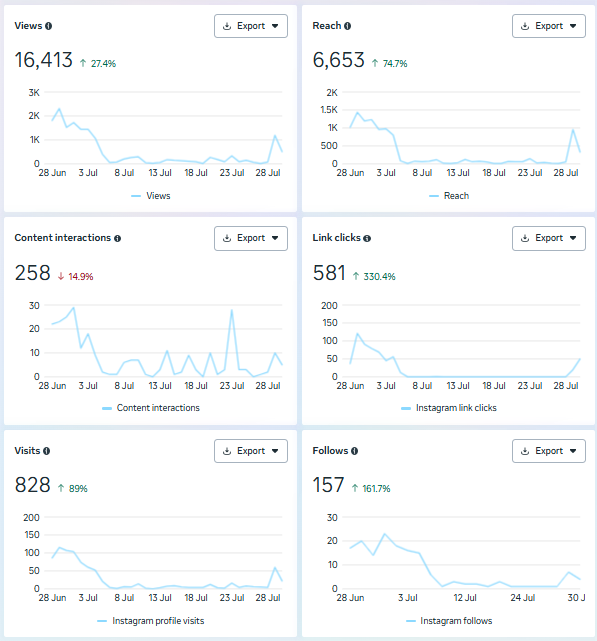 Views
Export
16,413 ↑ 27.4%
3K
2K
1K
0
28 Jun 3 Jul 8 Jul 13 Jul 18 Jul 23 Jul 28 Jul
Views
Reach
Export
6,653 ↑ 74.7%
2K
1.5K
1K
500
0
28 Jun 3 Jul 8 Jul 13 Jul 18 Jul 23 Jul 28 Jul
Reach
Content interactions
Export
258 ↓ 14.9%
30
20
10
0
28 Jun 3 Jul 8 Jul 13 Jul 18 Jul 23 Jul 28 Jul
Content interactions
Link clicks
Export
581 ↑ 330.4%
200
150
100
50
0
28 Jun 3 Jul 8 Jul 13 Jul 18 Jul 23 Jul 28 Jul
Instagram link clicks
Visits
Export
828 ↑ 89%
200
150
100
50
0
28 Jun 3 Jul 8 Jul 13 Jul 18 Jul 23 Jul 28 Jul
Instagram profile visits
Follows
Export
157 ↑ 161.7%
30
20
10
0
28 Jun 3 Jul 12 Jul 24 Jul 30 J
Instagram follows